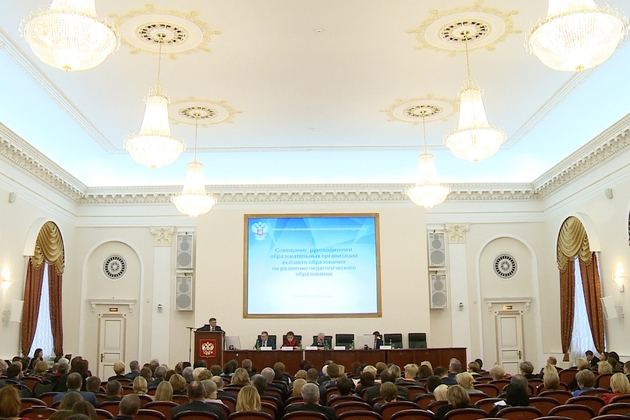 Совещание руководителей
образовательных организаций
высшего образования
по развитию педагогического
образования